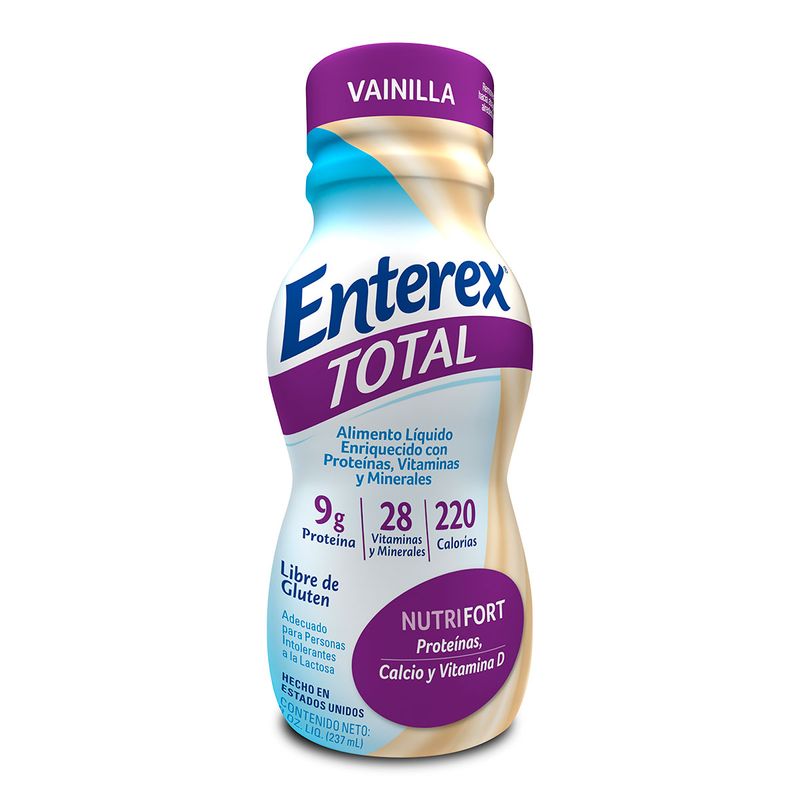 VAINILLA
Enterex®
TOTAL
Alimento Líquido
Enriquecido con
Proteínas, Vitaminas
y Minerales
9g
Proteína
28
Vitaminas
y Minerales
220
Calorías
Libre de
Gluten
Adecuado
para Personas
Intolerantes
a la Lactosa
HECHO EN
ESTADOS UNIDOS
CONTENIDO NETO:
OZ. LIQ. (237 mL)
NUTRIFORT
Proteínas,
Calcio y Vitamina D